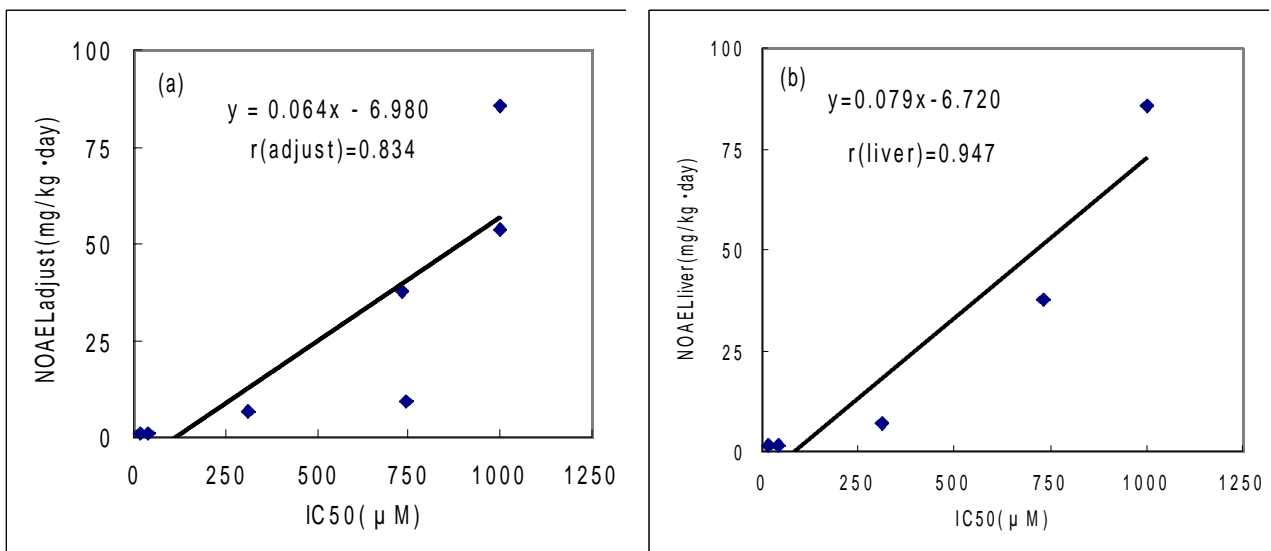 (a)
y = 0.064x - 6.980
r(adjust)=0.834
NOAELadjust(mg/kg・day)
100
75
50
25
0
0 250 500 750 1000 1250
IC50(μM)
(b)
y=0.079x-6.720
r(liver)=0.947
NOAELliver(mg/kg・day)
100
75
50
25
0
0 250 500 750 1000 1250
IC50(μM)